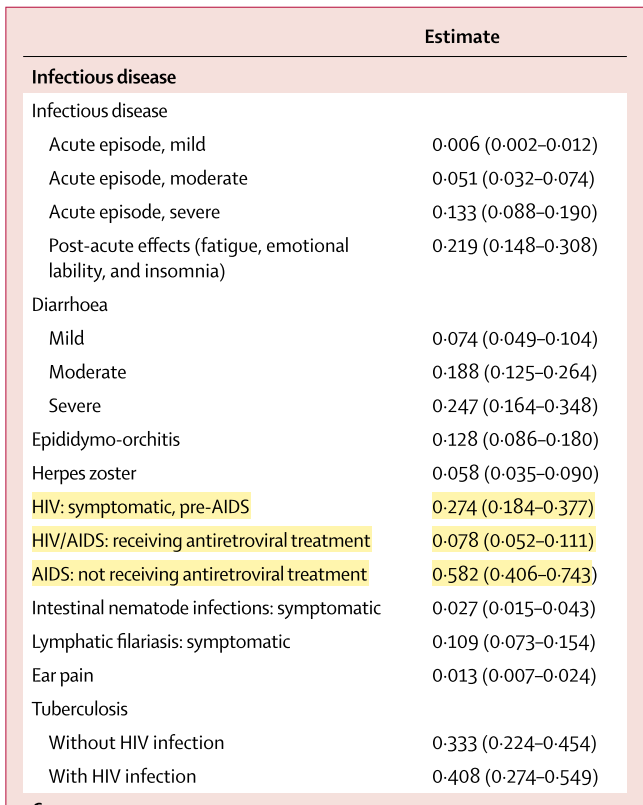 Estimate
Infectious disease
Infectious disease
Acute episode, mild 0·006 (0·002–0·012)
Acute episode, moderate 0·051 (0·032–0·074)
Acute episode, severe 0·133 (0·088–0·190)
Post-acute effects (fatigue, emotional 0·219 (0·148–0·308)
lability, and insomnia)
Diarrhoea
Mild 0·074 (0·049–0·104)
Moderate 0·188 (0·125–0·264)
Severe 0·247 (0·164–0·348)
Epididymo-orchitis 0·128 (0·086–0·180)
Herpes zoster 0·058 (0·035–0·090)
HIV: symptomatic, pre-AIDS 0·274 (0·184–0·377)
HIV/AIDS: receiving antiretroviral treatment 0·078 (0·052–0·111)
AIDS: not receiving antiretroviral treatment 0·582 (0·406–0·743)
Intestinal nematode infections: symptomatic 0·027 (0·015–0·043)
Lymphatic filariasis: symptomatic 0·109 (0·073–0·154)
Ear pain 0·013 (0·007–0·024)
Tuberculosis
Without HIV infection 0·333 (0·224–0·454)
With HIV infection 0·408 (0·274–0·549)